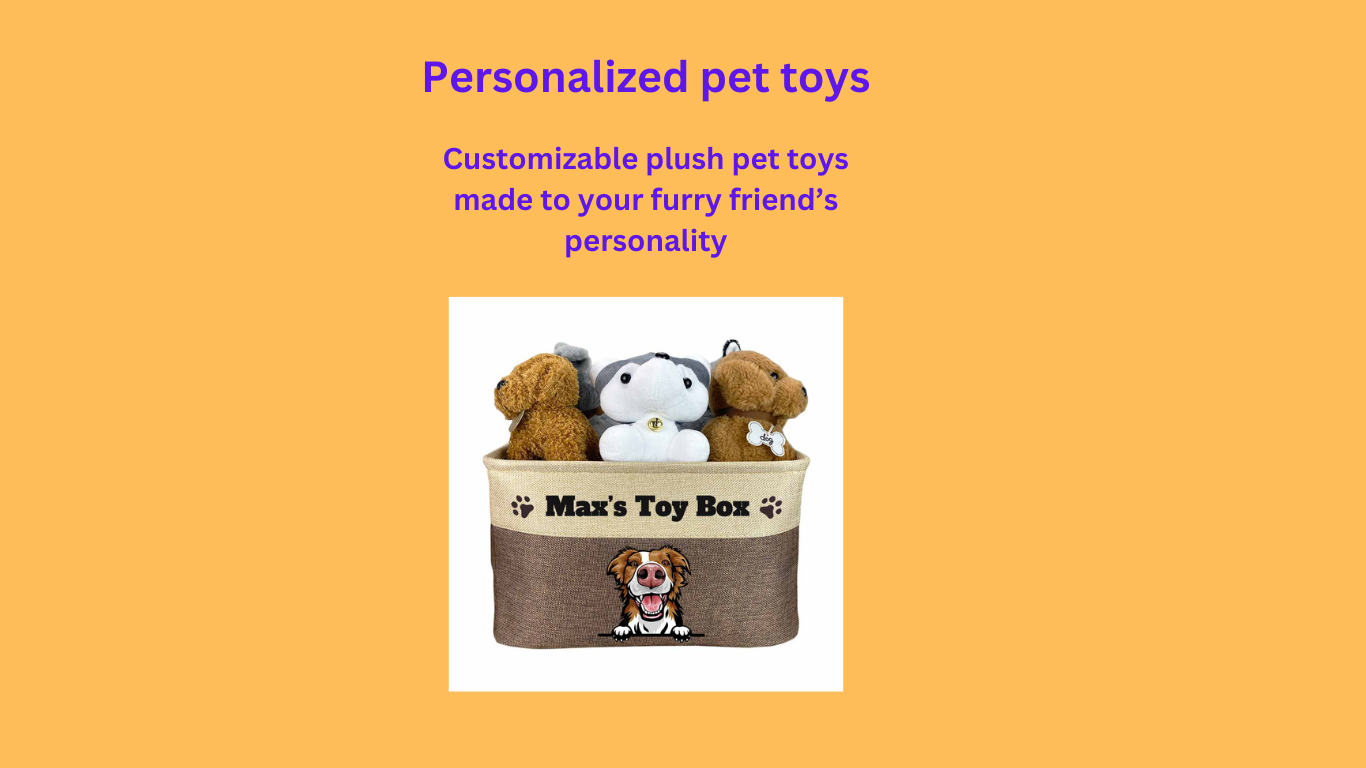 Personalized pet toys
Customizable plush pet toys
made to your furry friend’s
personality
Max's Toy Box